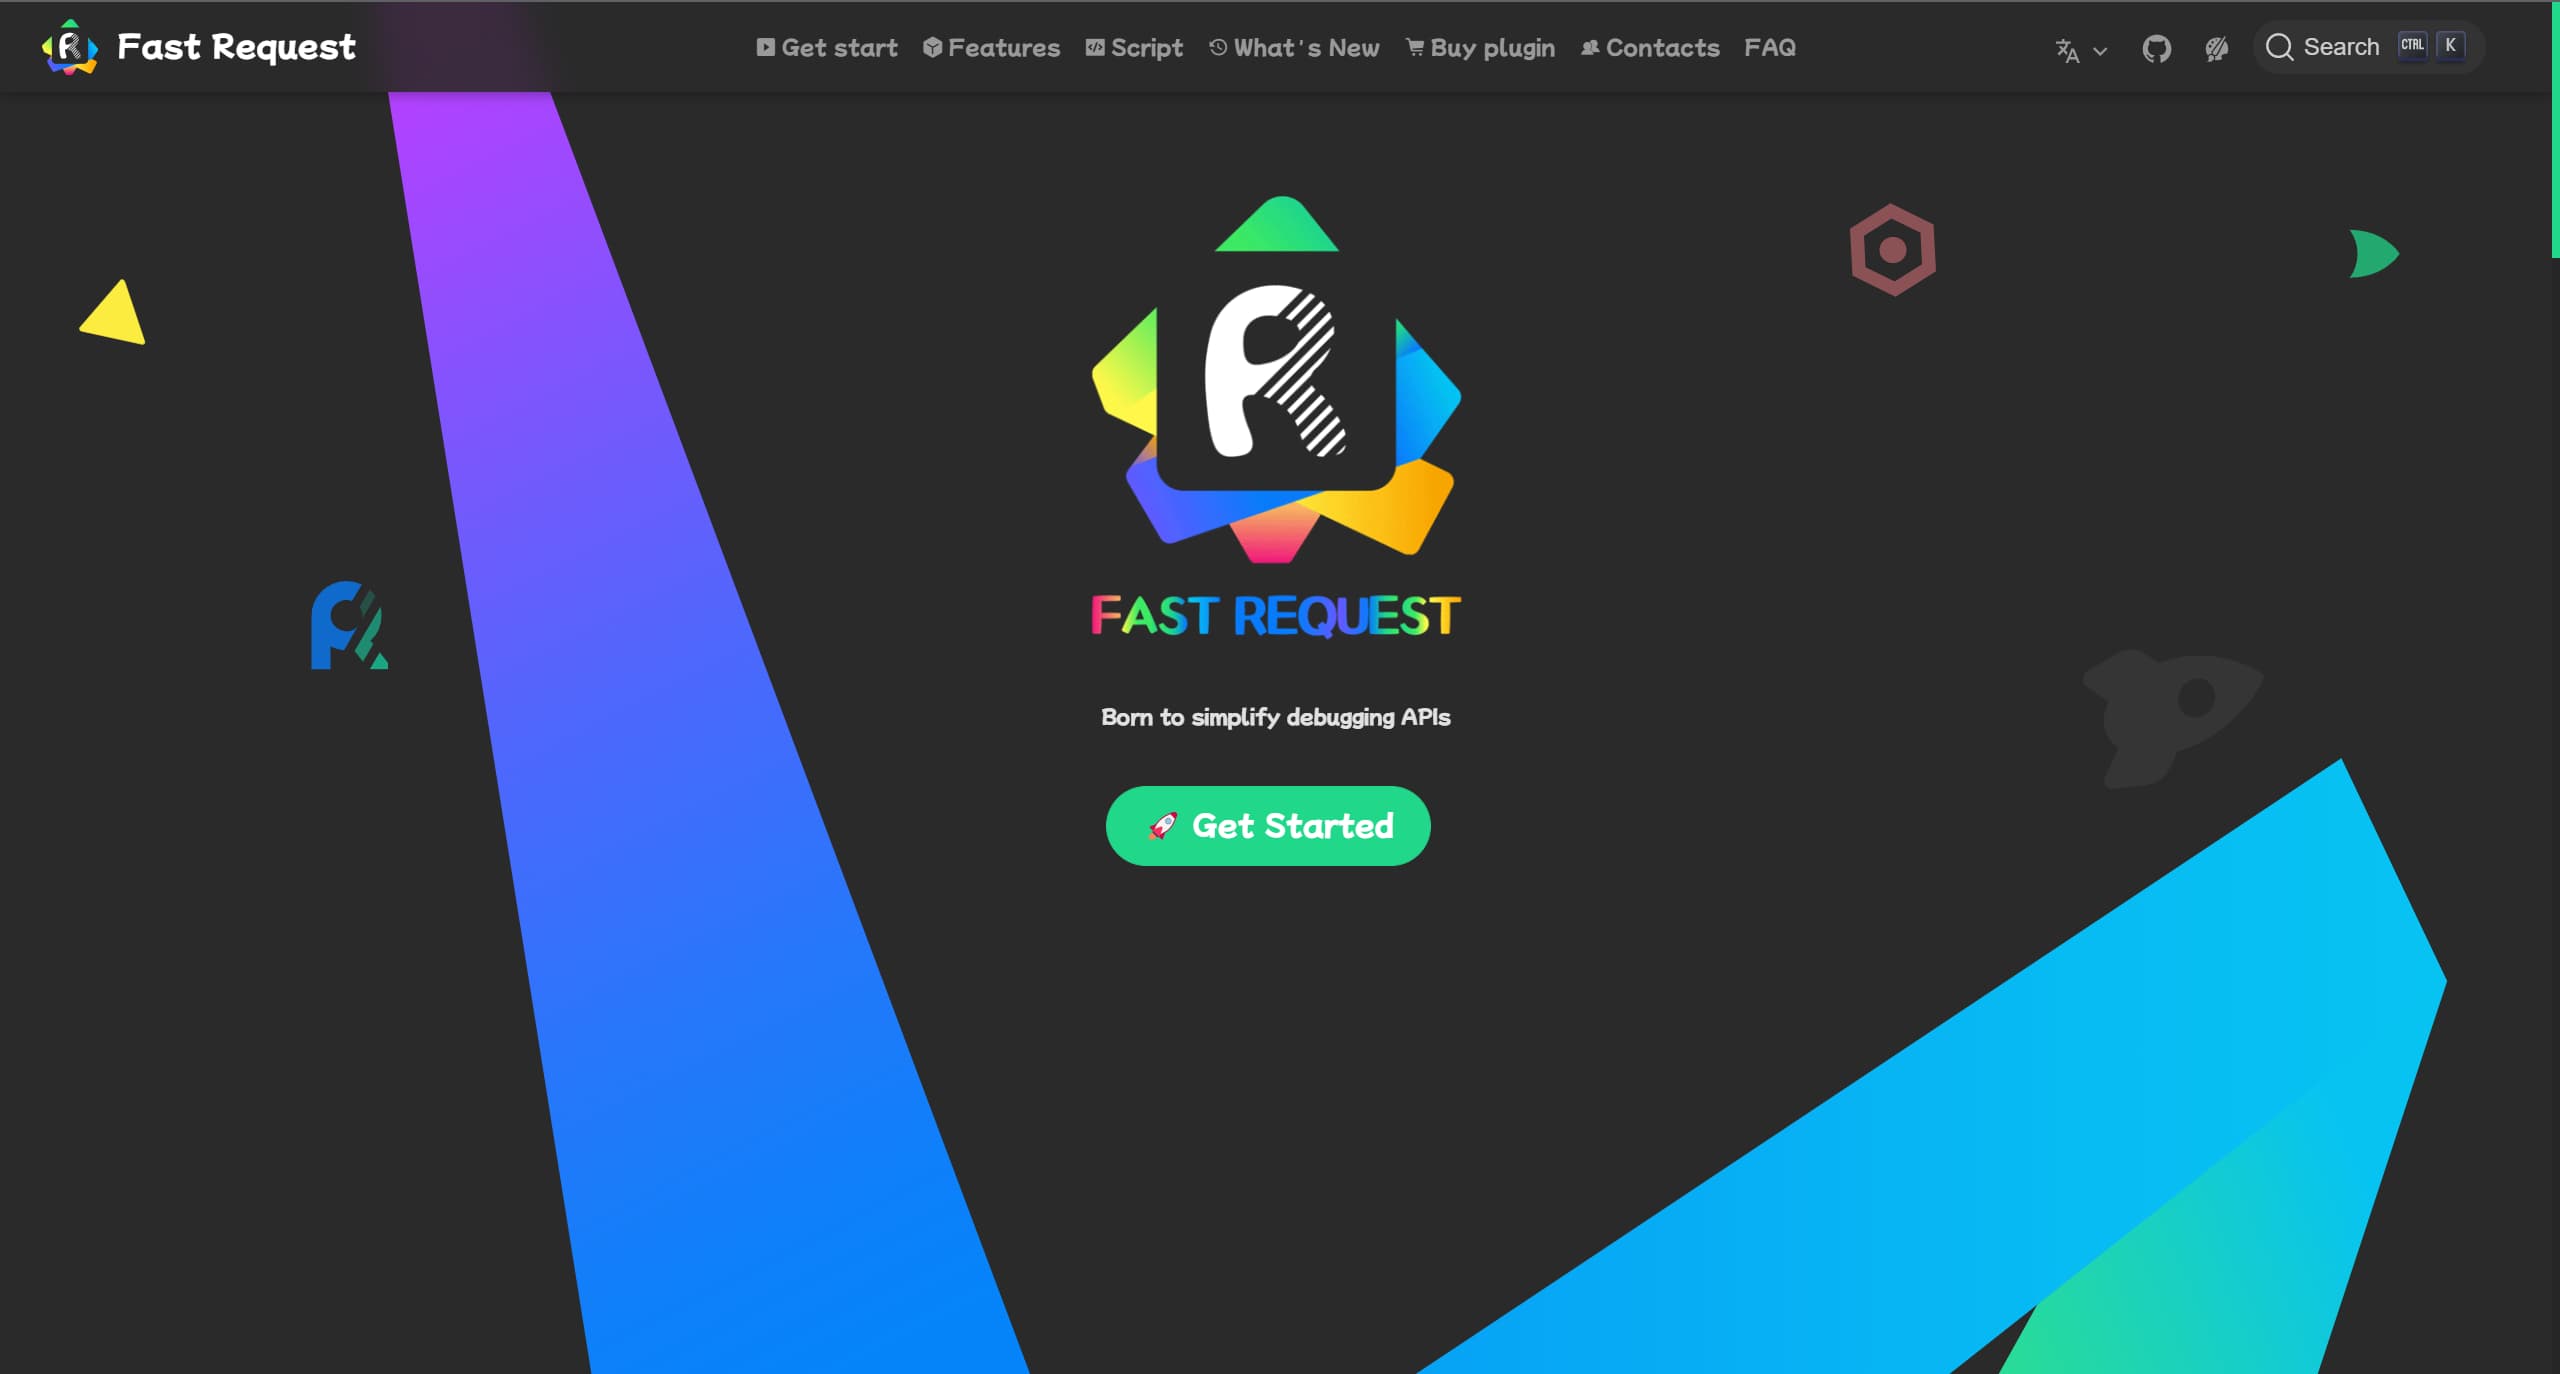 Fast Request
Get start Features Script What's New Buy plugin Contacts FAQ
Search CTRL K
FAST REQUEST
Born to simplify debugging APIs
🚀 Get Started